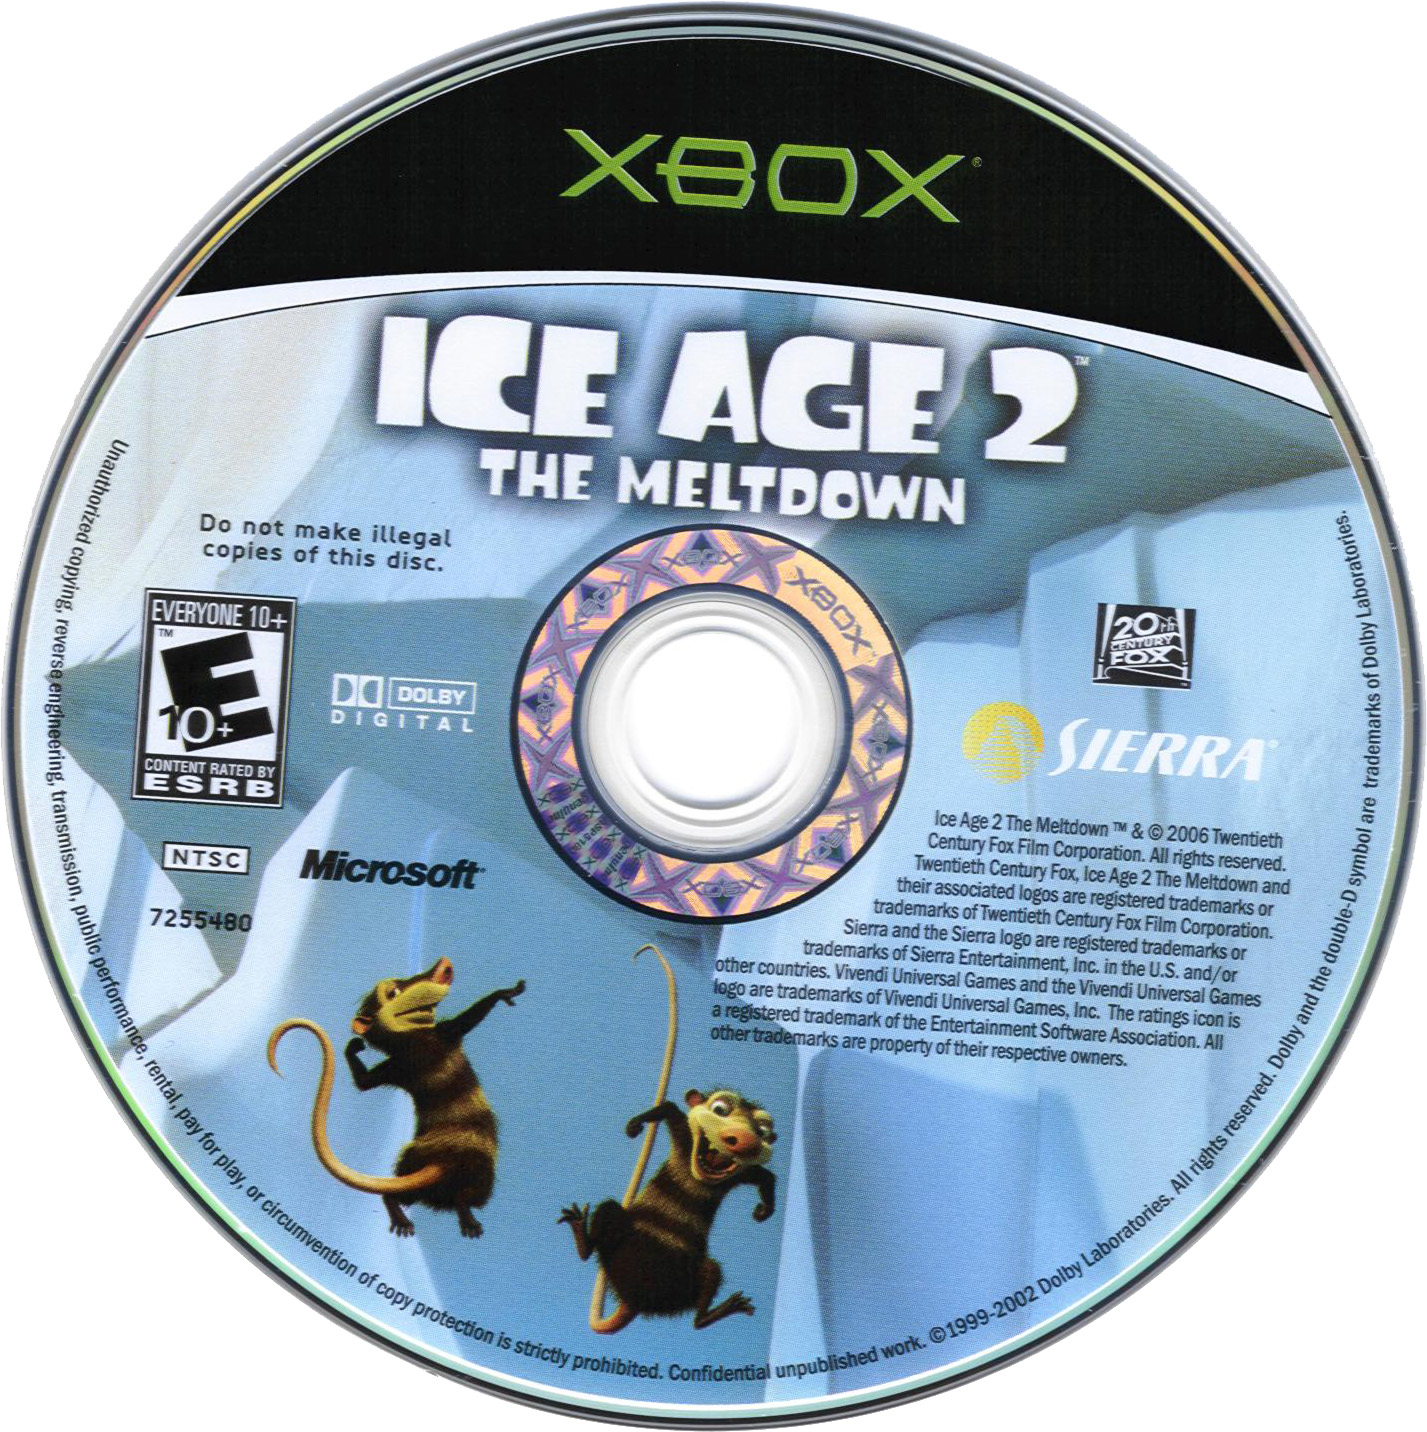 XBOX®
ICE AGE 2™
THE MELTDOWN
Do not make illegal
copies of this disc.
EVERYONE 10+
™
E
10+
CONTENT RATED BY
ESRB
DOLBY
DIGITAL
NTSC
Microsoft®
7255480
XBOX
20th
CENTURY
FOX
SIERRA®
Ice Age 2 The Meltdown ™ & © 2006 Twentieth
Century Fox Film Corporation. All rights reserved.
Twentieth Century Fox, Ice Age 2 The Meltdown and
their associated logos are registered trademarks or
trademarks of Twentieth Century Fox Film Corporation.
Sierra and the Sierra logo are registered trademarks or
trademarks of Sierra Entertainment, Inc. in the U.S. and/or
other countries. Vivendi Universal Games and the Vivendi Universal Games
logo are trademarks of Vivendi Universal Games, Inc. The ratings icon is
a registered trademark of the Entertainment Software Association. All
other trademarks are property of their respective owners.
Unauthorized copying, reverse engineering, transmission, public performance, rental, pay for play, or circumvention of copy protection is strictly prohibited. Confidential unpublished work. ©1999-2002 Dolby Laboratories. All rights reserved. Dolby and the double-D symbol are trademarks of Dolby Laboratories.